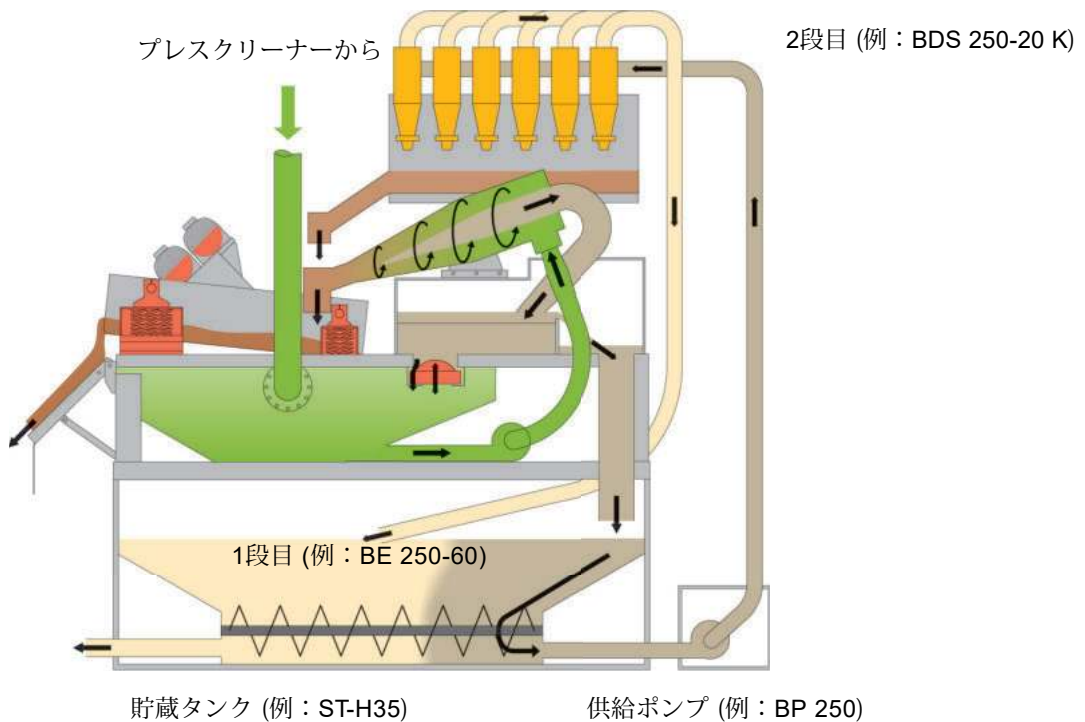 プレスクリーナーから
2段目 (例：BDS 250-20 K)
1段目 (例：BE 250-60)
貯蔵タンク (例：ST-H35)
供給ポンプ (例：BP 250)